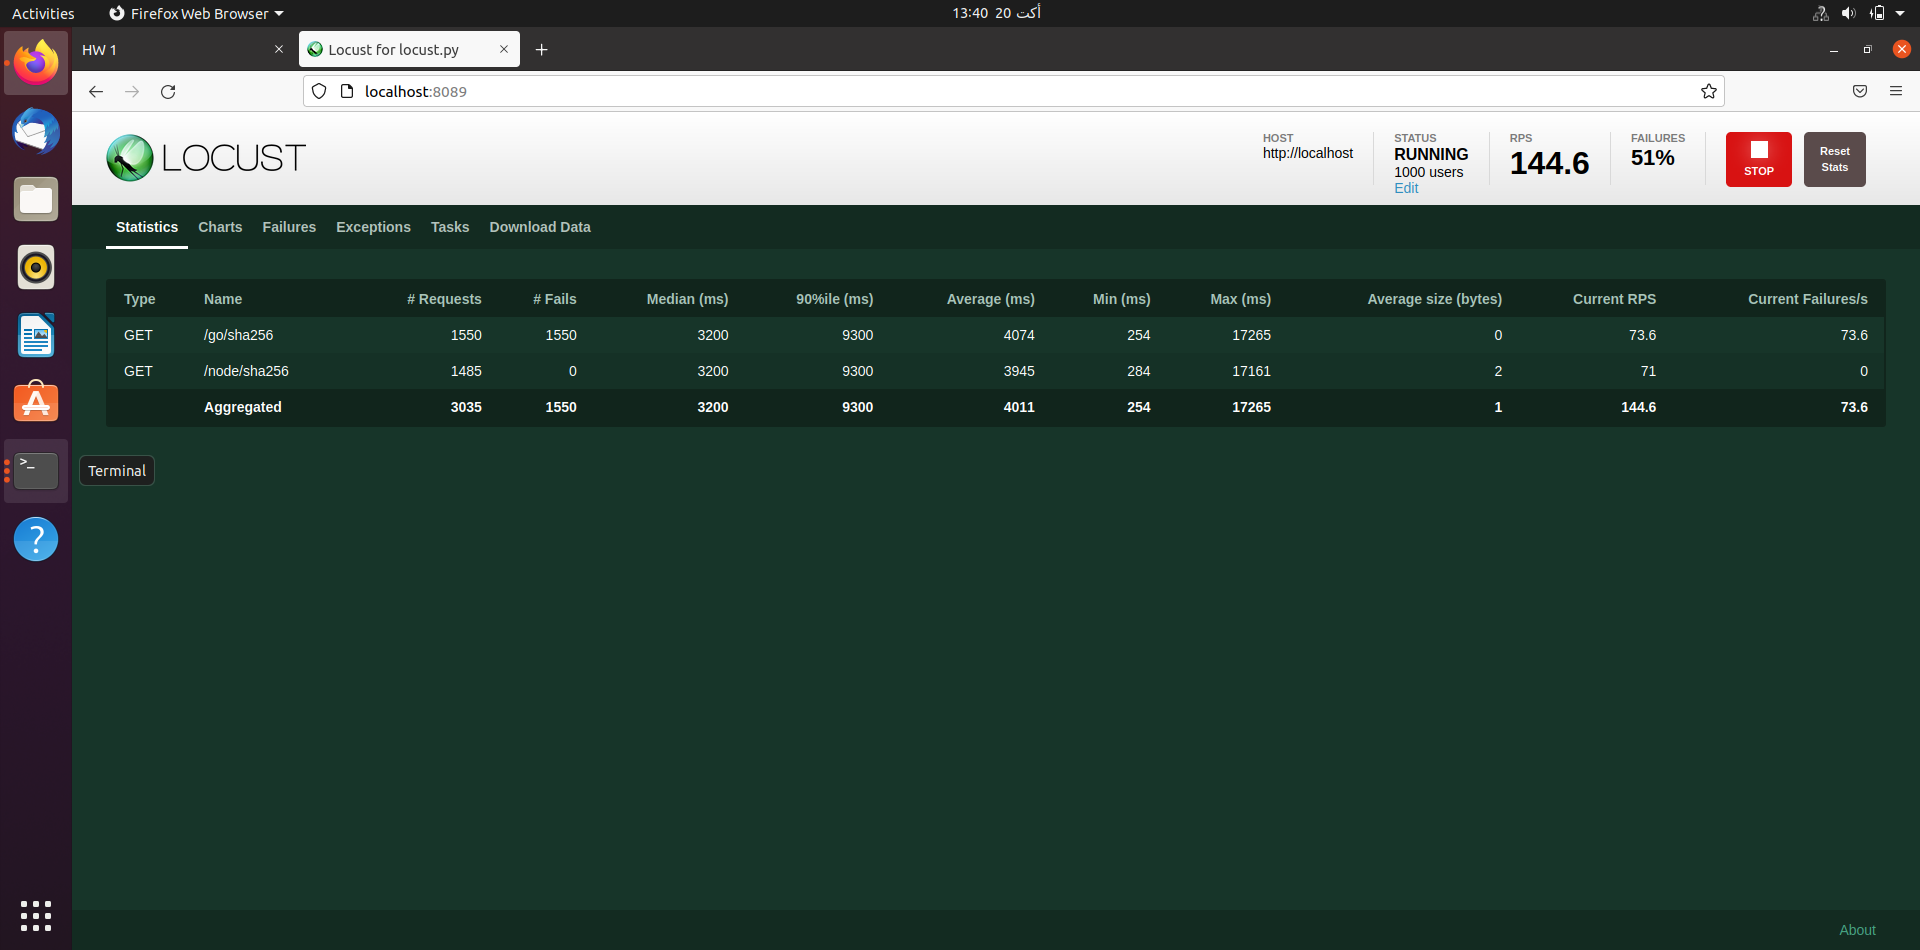 Activities Firefox Web Browser 13:40 20 أكت
HW 1 Locust for locust.py
localhost:8089
LOCUST
HOST
http://localhost
STATUS
RUNNING
1000 users
Edit
RPS
144.6
FAILURES
51%
STOP
Reset
Stats
Statistics Charts Failures Exceptions Tasks Download Data
Type Name # Requests # Fails Median (ms) 90%ile (ms) Average (ms) Min (ms) Max (ms) Average size (bytes) Current RPS Current Failures/s
GET /go/sha256 1550 1550 3200 9300 4074 254 17265 0 73.6 73.6
GET /node/sha256 1485 0 3200 9300 3945 284 17161 2 71 0
Aggregated 3035 1550 3200 9300 4011 254 17265 1 144.6 73.6
Terminal
About